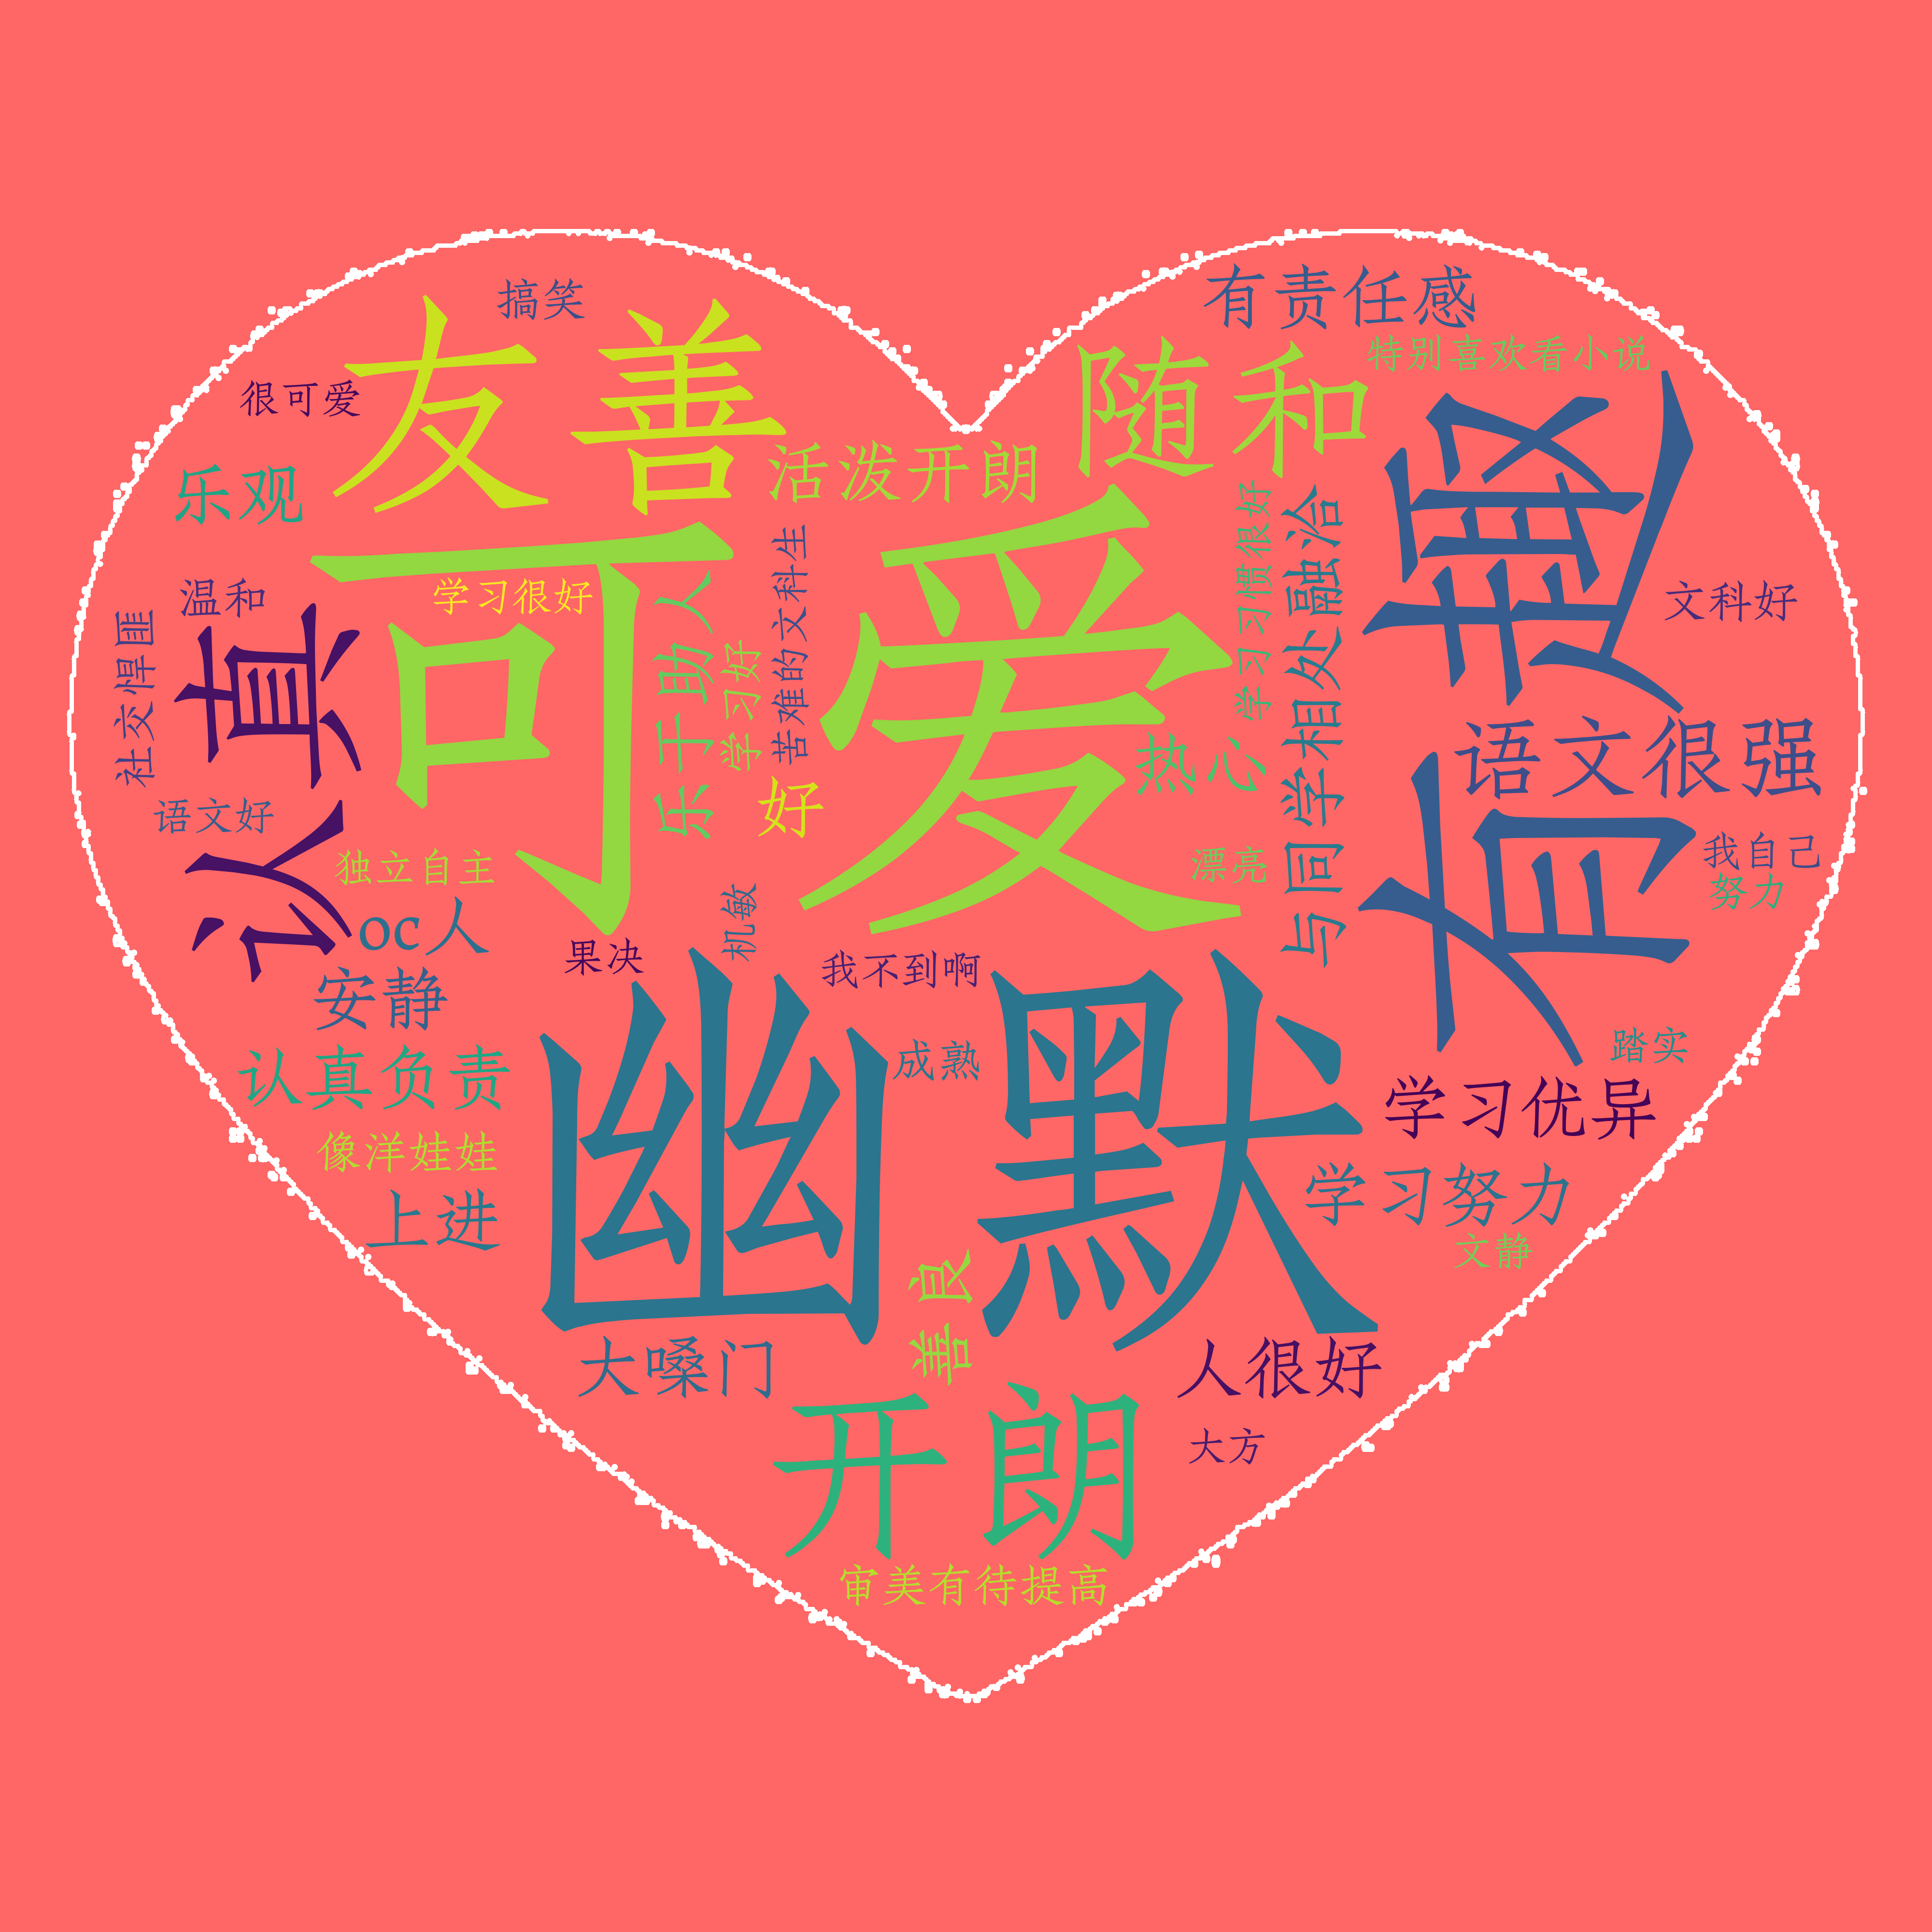 有责任感
搞笑
友善
随和
特别喜欢看小说
很可爱
乐观
活泼开朗
可爱
有趣
学习很好
温和
文科好
社交悍匪
认真
乐于助人
学习好
苦难的文科生
学习习惯很好
与同学相处融洽
热心
语文很强
好
语文好
独立自主
漂亮
我自己
努力
oc人
机敏
果决
我不到啊
安静
幽默
成熟
踏实
认真负责
学习优异
像洋娃娃
学习努力
上进
文静
善良
大嗓门
人很好
开朗
大方
审美有待提高